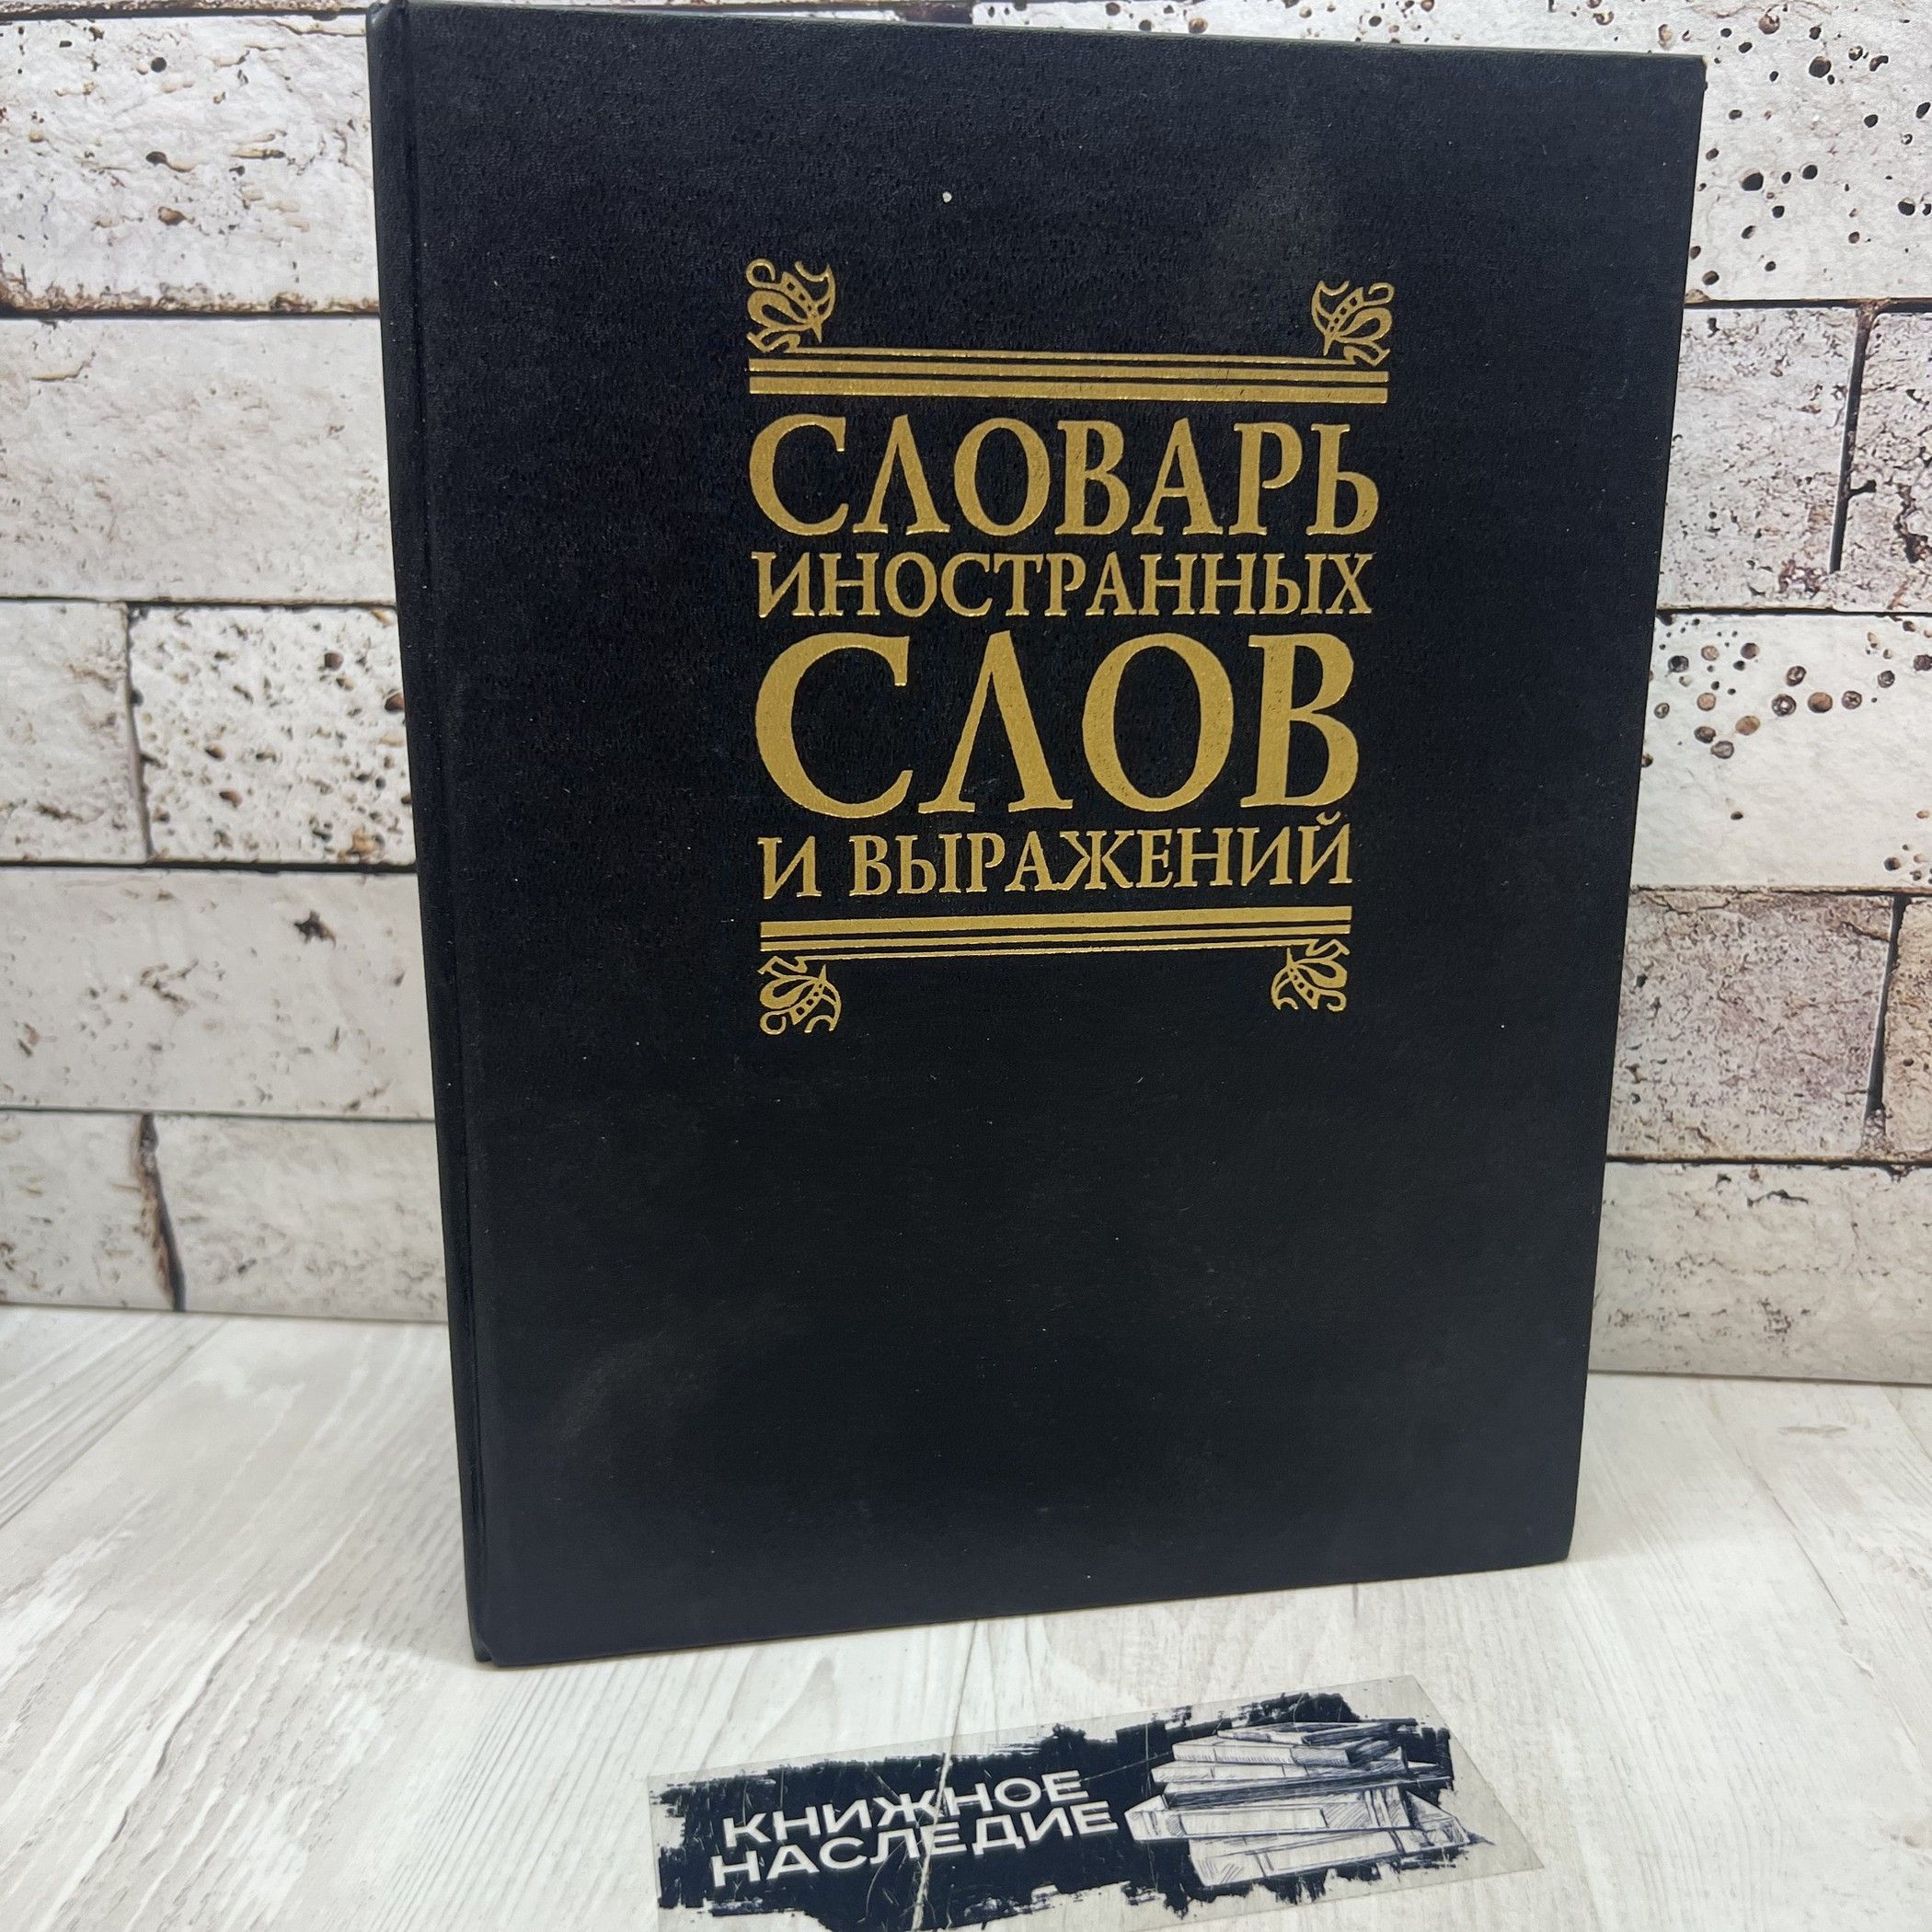 СЛОВАРЬ
ИНОСТРАННЫХ
СЛОВ
И ВЫРАЖЕНИЙ
КНИЖНОЕ
НАСЛЕДИЕ